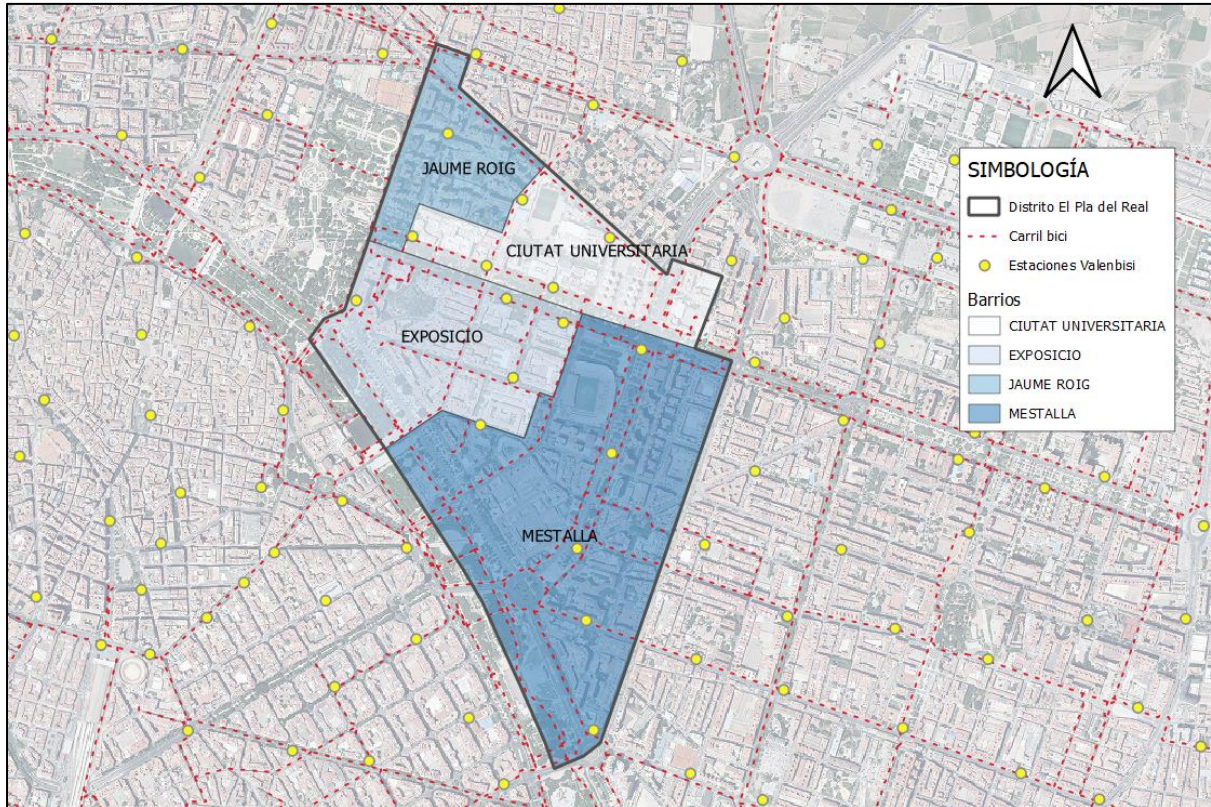 JAUME ROIG
CIUTAT UNIVERSITARIA
EXPOSICIO
MESTALLA
SIMBOLOGÍA
Distrito El Pla del Real
Carril bici
Estaciones Valenbisi
Barrios
CIUTAT UNIVERSITARIA
EXPOSICIO
JAUME ROIG
MESTALLA